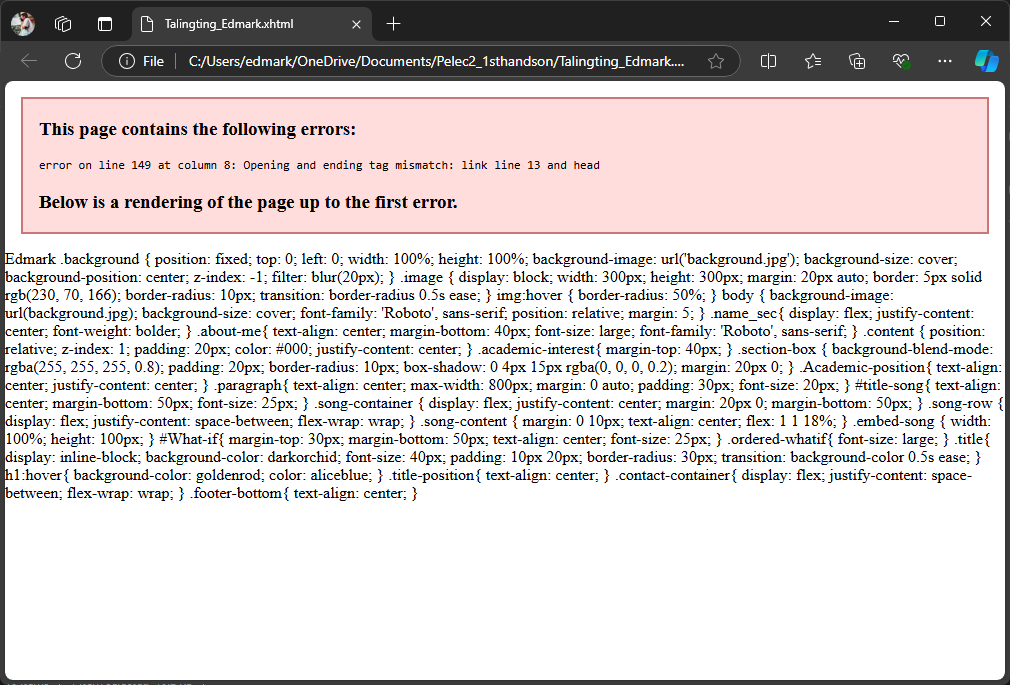 Talingting_Edmark.xhtml
File
C:/Users/edmark/OneDrive/Documents/Pelec2_1sthandson/Talingting_Edmark....
This page contains the following errors:
error on line 149 at column 8: Opening and ending tag mismatch: link line 13 and head
Below is a rendering of the page up to the first error.
Edmark .background { position: fixed; top: 0; left: 0; width: 100%; height: 100%; background-image: url('background.jpg'); background-size: cover;
background-position: center; z-index: -1; filter: blur(20px); } .image { display: block; width: 300px; height: 300px; margin: 20px auto; border: 5px solid
rgb(230, 70, 166); border-radius: 10px; transition: border-radius 0.5s ease; } img:hover { border-radius: 50%; } body { background-image:
url(background.jpg); background-size: cover; font-family: 'Roboto', sans-serif; position: relative; margin: 5; } .name_sec{ display: flex; justify-content:
center; font-weight: bolder; } .about-me{ text-align: center; margin-bottom: 40px; font-size: large; font-family: 'Roboto', sans-serif; } .content { position:
relative; z-index: 1; padding: 20px; color: #000; justify-content: center; } .academic-interest{ margin-top: 40px; } .section-box { background-blend-mode:
rgba(255, 255, 255, 0.8); padding: 20px; border-radius: 10px; box-shadow: 0 4px 15px rgba(0, 0, 0, 0.2); margin: 20px 0; } .Academic-position{ text-align:
center; justify-content: center; } .paragraph{ text-align: center; max-width: 800px; margin: 0 auto; padding: 30px; font-size: 20px; } #title-song{ text-align:
center; margin-bottom: 50px; font-size: 25px; } .song-container { display: flex; justify-content: center; margin: 20px 0; margin-bottom: 50px; } .song-row {
display: flex; justify-content: space-between; flex-wrap: wrap; } .song-content { margin: 0 10px; text-align: center; flex: 1 1 18%; } .embed-song { width:
100%; height: 100px; } #What-if{ margin-top: 30px; margin-bottom: 50px; text-align: center; font-size: 25px; } .ordered-whatif{ font-size: large; } .title{
display: inline-block; background-color: darkorchid; font-size: 40px; padding: 10px 20px; border-radius: 30px; transition: background-color 0.5s ease; }
h1:hover{ background-color: goldenrod; color: aliceblue; } .title-position{ text-align: center; } .contact-container{ display: flex; justify-content: space-
between; flex-wrap: wrap; } .footer-bottom{ text-align: center; }